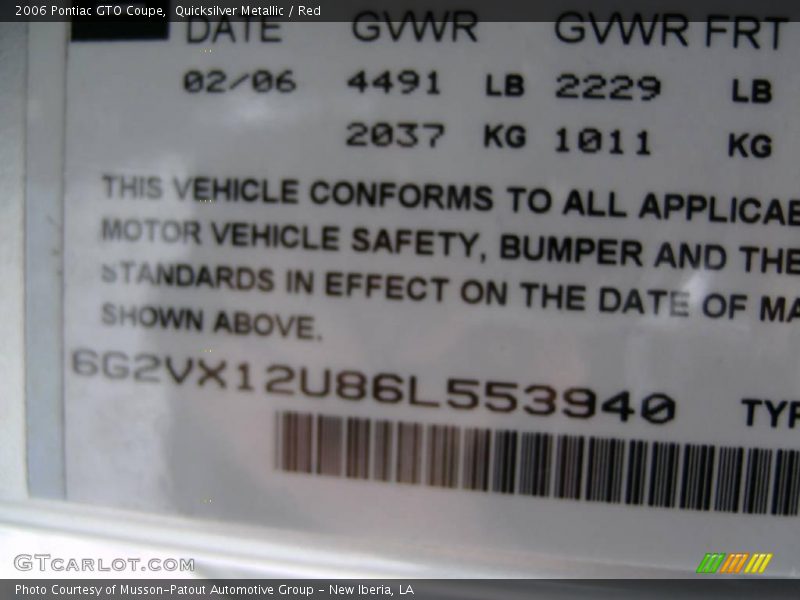 2006 Pontiac GTO Coupe, Quicksilver Metallic / Red
DATE GVWR GVWR FRT
02/06 4491 LB 2229 LB
2037 KG 1011 KG
THIS VEHICLE CONFORMS TO ALL APPLICAB
MOTOR VEHICLE SAFETY, BUMPER AND THE
STANDARDS IN EFFECT ON THE DATE OF MA
SHOWN ABOVE.
6G2VX12U86L553940 TYP
GTcarlot.com
Photo Courtesy of Musson-Patout Automotive Group - New Iberia, LA